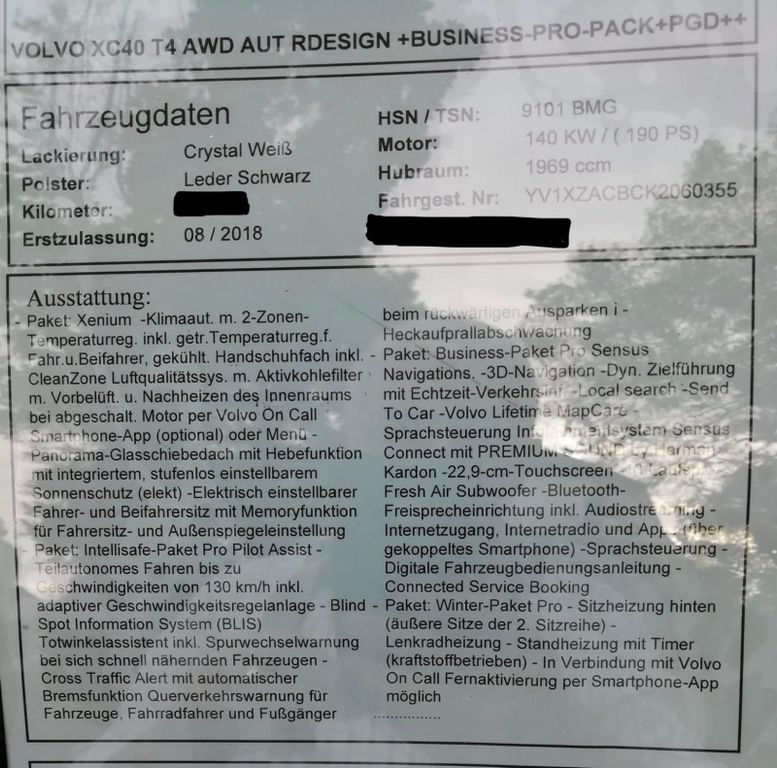 VOLVO XC40 T4 AWD AUT RDESIGN +BUSINESS-PRO-PACK+PGD++
Fahrzeugdaten
Lackierung: Crystal Weiß
Polster: Leder Schwarz
Kilometer:
Erstzulassung: 08 / 2018
HSN / TSN: 9101 BMG
Motor: 140 KW / ( 190 PS)
Hubraum: 1969 ccm
Fahrgest. Nr: YV1XZACBCK2060355
Ausstattung:
- Paket: Xenium -Klimaaut. m. 2-Zonen-
Temperaturreg. inkl. getr.Temperaturreg.f.
Fahr.u.Beifahrer, gekühlt. Handschuhfach inkl. -
CleanZone Luftqualitätssys. m. Aktivkohlefilter
m. Vorbelüft. u. Nachheizen des Innenraums
bei abgeschalt. Motor per Volvo On Call
Smartphone-App (optional) oder Menü -
Panorama-Glasschiebedach mit Hebefunktion
mit integriertem, stufenlos einstellbarem
Sonnenschutz (elekt) -Elektrisch einstellbarer
Fahrer- und Beifahrersitz mit Memoryfunktion
für Fahrersitz- und Außenspiegeleinstellung
- Paket: Intellisafe-Paket Pro Pilot Assist -
Teilautonomes Fahren bis zu
Geschwindigkeiten von 130 km/h inkl.
adaptiver Geschwindigkeitsregelanlage - Blind
Spot Information System (BLIS)
Totwinkelassistent inkl. Spurwechselwarnung
bei sich schnell nähernden Fahrzeugen -
Cross Traffic Alert mit automatischer
Bremsfunktion Querverkehrswarnung für
Fahrzeuge, Fahrradfahrer und Fußgänger
beim rückwärtigen Ausparken i -
Heckaufprallabschwächung
- Paket: Business-Paket Pro Sensus
Navigations. -3D-Navigation -Dyn. Zielführung
mit Echtzeit-Verkehrsinf. -Local search -Send
To Car -Volvo Lifetime MapCare -
Sprachsteuerung Infotainmentsystem Sensus
Connect mit PREMIUM SOUND by Harman
Kardon -22,9-cm-Touchscreen
Fresh Air Subwoofer -Bluetooth-
Freisprecheinrichtung inkl. Audiostreaming -
Internetzugang, Internetradio und Apps (über
gekoppeltes Smartphone) -Sprachsteuerung -
Digitale Fahrzeugbedienungsanleitung -
Connected Service Booking
- Paket: Winter-Paket Pro - Sitzheizung hinten
(äußere Sitze der 2. Sitzreihe) -
Lenkradheizung - Standheizung mit Timer
(kraftstoffbetrieben) - In Verbindung mit Volvo
On Call Fernaktivierung per Smartphone-App
möglich
................